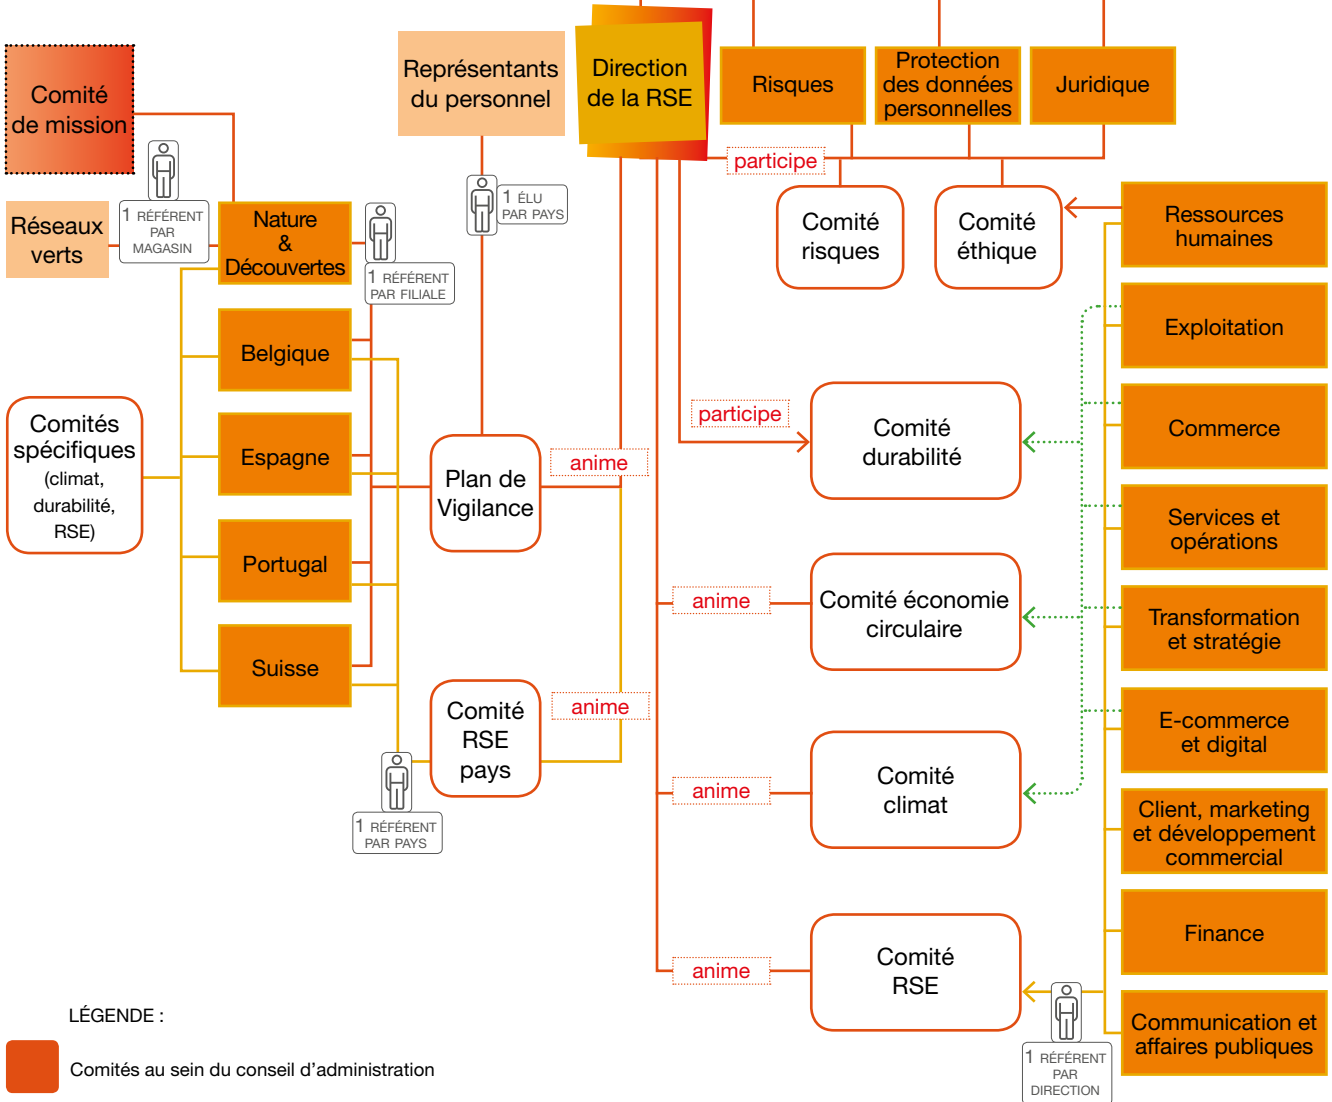 Comité
de mission
Représentants
du personnel
Direction
de la RSE
Risques
Protection
des données
personnelles
Juridique
participe
1 RÉFÉRENT
PAR
MAGASIN
1 ÉLU
PAR PAYS
Réseaux
verts
Nature
&
Découvertes
1 RÉFÉRENT
PAR FILIALE
Comité
risques
Comité
éthique
Ressources
humaines
Belgique
Exploitation
Comités
spécifiques
(climat,
durabilité,
RSE)
Espagne
Plan de
Vigilance
anime
participe
Comité
durabilité
Commerce
Services et
opérations
Portugal
anime
Comité économie
circulaire
Transformation
et stratégie
Suisse
Comité
RSE
pays
anime
E-commerce
et digital
1 RÉFÉRENT
PAR PAYS
anime
Comité
climat
Client, marketing
et développement
commercial
Finance
anime
Comité
RSE
1 RÉFÉRENT
PAR
DIRECTION
Communication et
affaires publiques
LÉGENDE :
Comités au sein du conseil d’administration